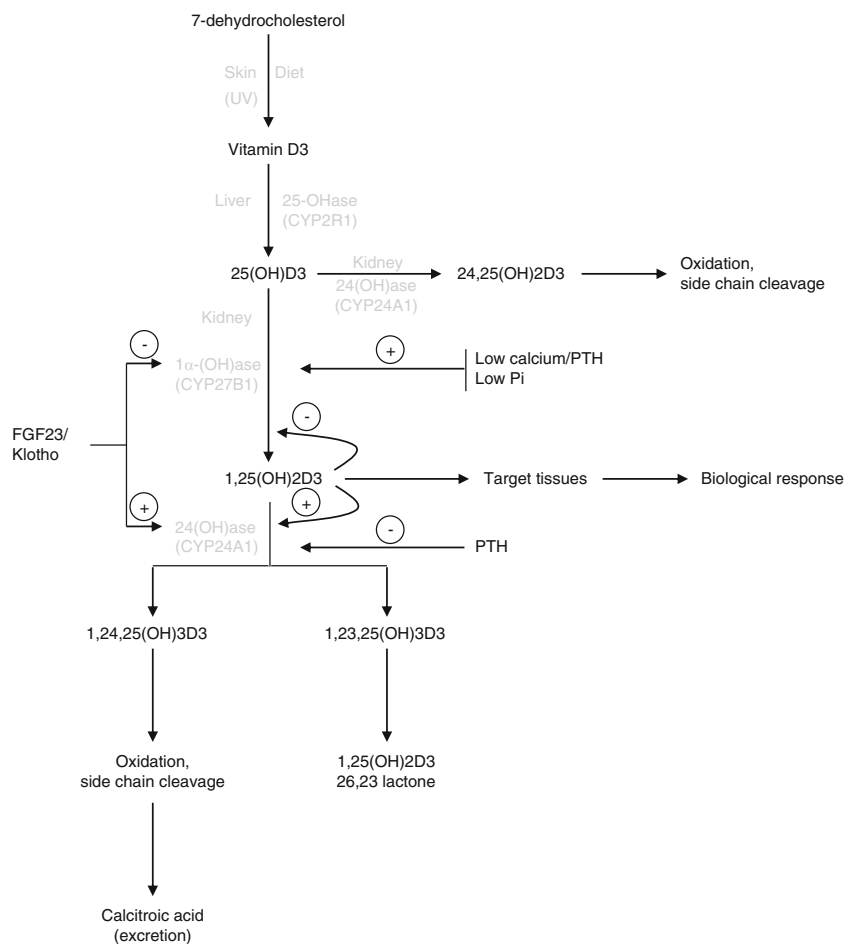 7-dehydrocholesterol
Skin Diet
(UV)
Vitamin D3
Liver 25-OHase
(CYP2R1)
25(OH)D3
Kidney
24(OH)ase
(CYP24A1)
24,25(OH)2D3
Oxidation,
side chain cleavage
Kidney
-
1α-(OH)ase
(CYP27B1)
+
Low calcium/PTH
Low Pi
-
FGF23/
Klotho
1,25(OH)2D3
Target tissues
Biological response
+
+
24(OH)ase
(CYP24A1)
-
PTH
1,24,25(OH)3D3
1,23,25(OH)3D3
Oxidation,
side chain cleavage
1,25(OH)2D3
26,23 lactone
Calcitroic acid
(excretion)